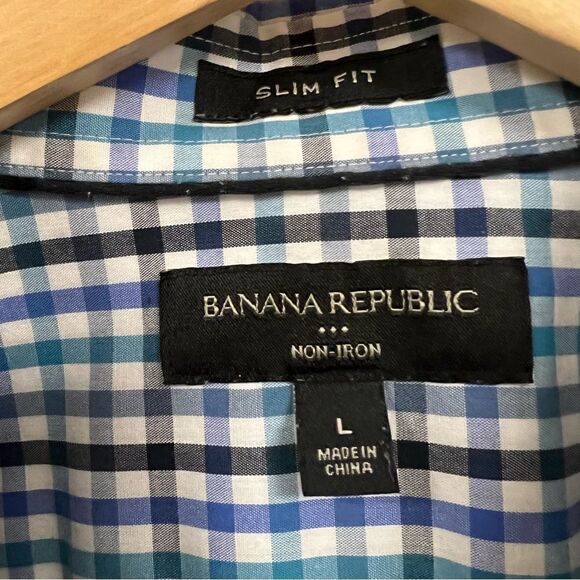 SLIM FIT
BANANA REPUBLIC
NON-IRON
L
MADE IN
CHINA